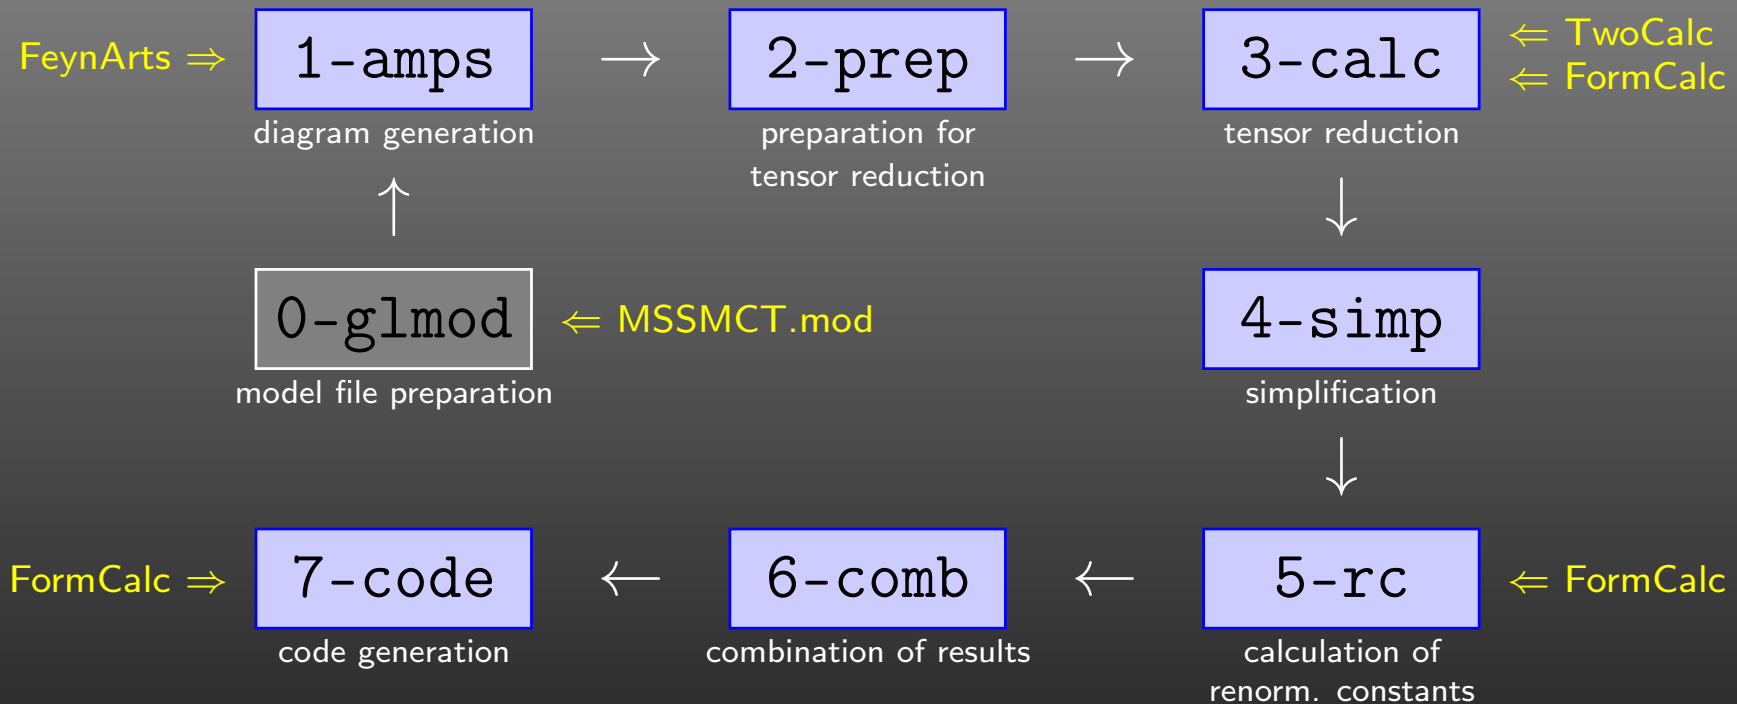 FeynArts ⇒ 1-amps → 2-prep → 3-calc ⇐ TwoCalc
⇐ FormCalc
diagram generation
preparation for
tensor reduction
tensor reduction
↑ ↓
0-glmod ⇐ MSSMCT.mod
4-simp
model file preparation
simplification
↓
FormCalc ⇒ 7-code ← 6-comb ← 5-rc ⇐ FormCalc
code generation
combination of results
calculation of
renorm. constants